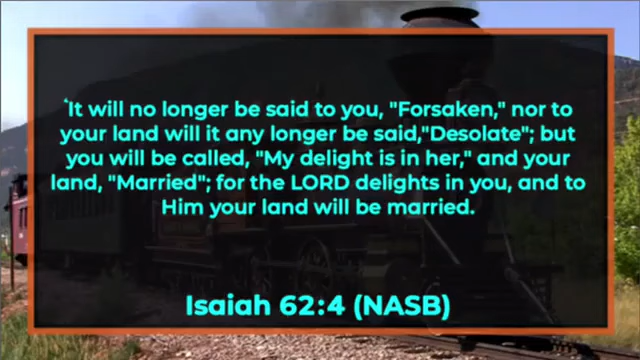 "It will no longer be said to you, "Forsaken," nor to
your land will it any longer be said,"Desolate"; but
you will be called, "My delight is in her," and your
land, "Married"; for the LORD delights in you, and to
Him your land will be married.
Isaiah 62:4 (NASB)